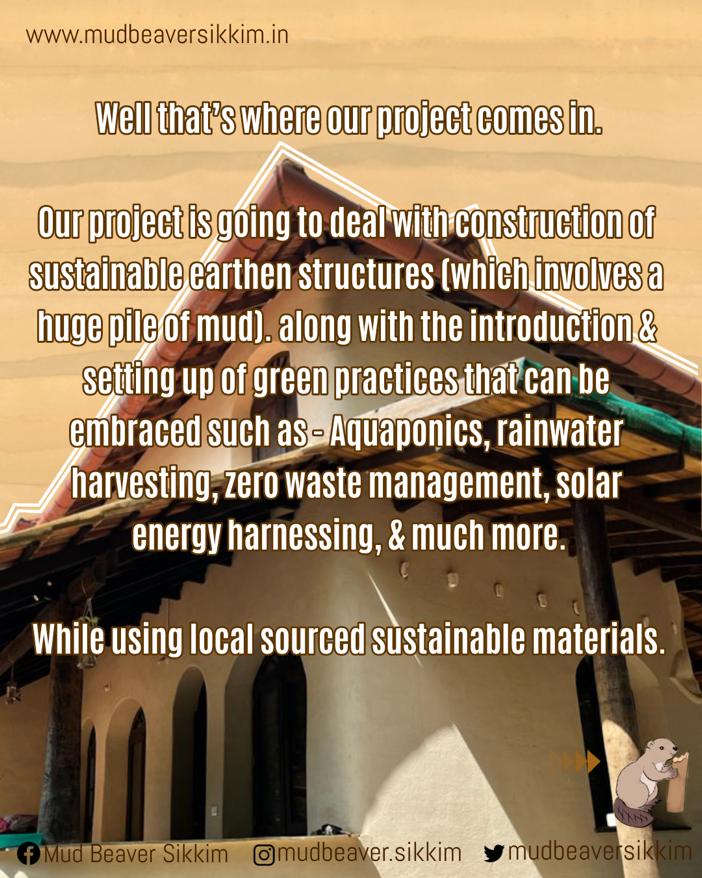 www.mudbeaversikkim.in
Well that's where our project comes in.
Our project is going to deal with construction of
sustainable earthen structures (which involves a
huge pile of mud). along with the introduction &
setting up of green practices that can be
embraced such as - Aquaponics, rainwater
harvesting, zero waste management, solar
energy harnessing, & much more.
While using local sourced sustainable materials.
Mud Beaver Sikkim mudbeaver.sikkim mudbeaversikkim